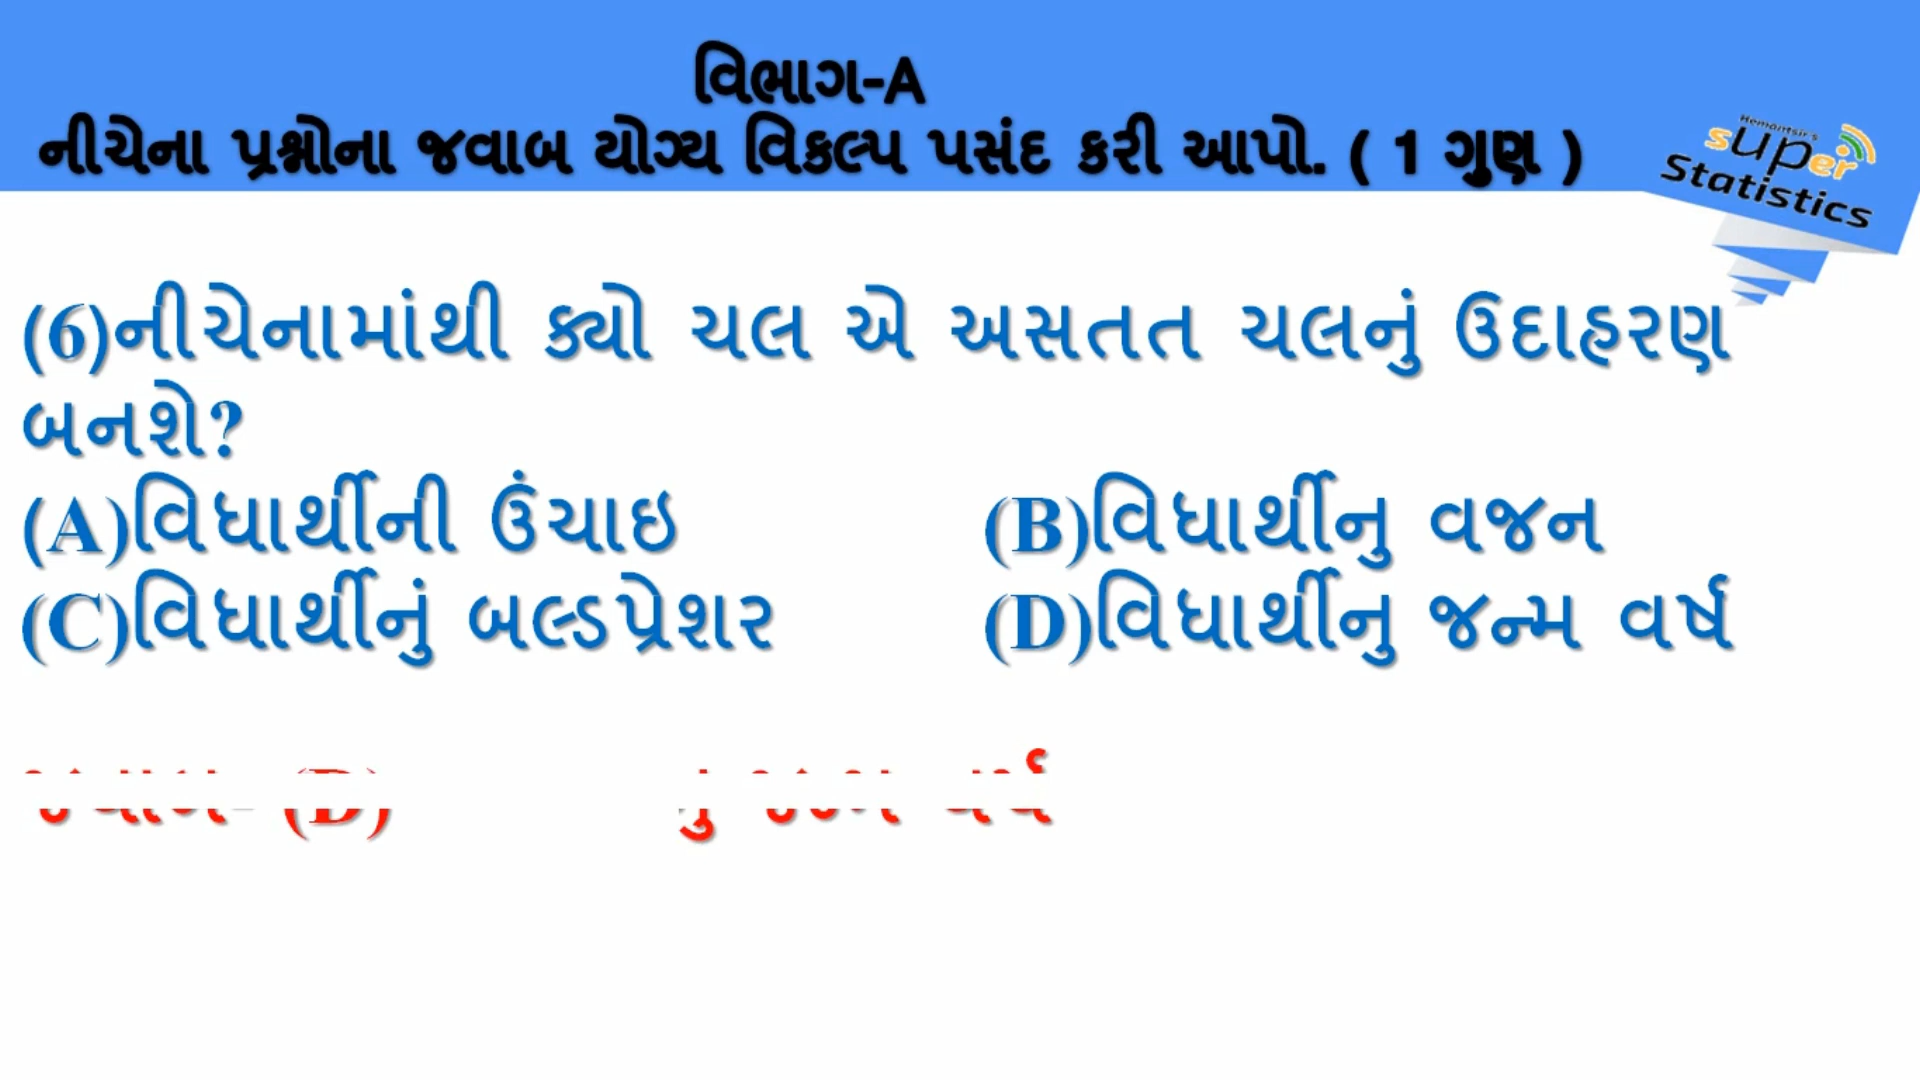 વિભાગ-A
નીચેના પ્રશ્નોના જવાબ યોગ્ય વિકલ્પ પસંદ કરી આપો. ( 1 ગુણ )
Hemantsir's
super
Statistics
(6)નીચેનામાંથી ક્યો ચલ એ અસતત ચલનું ઉદાહરણ
બનશે?
(A)વિધાર્થીની ઉંચાઇ (B)વિધાર્થીનુ વજન
(C)વિધાર્થીનું બલ્ડપ્રેશર (D)વિધાર્થીનુ જન્મ વર્ષ
(D)